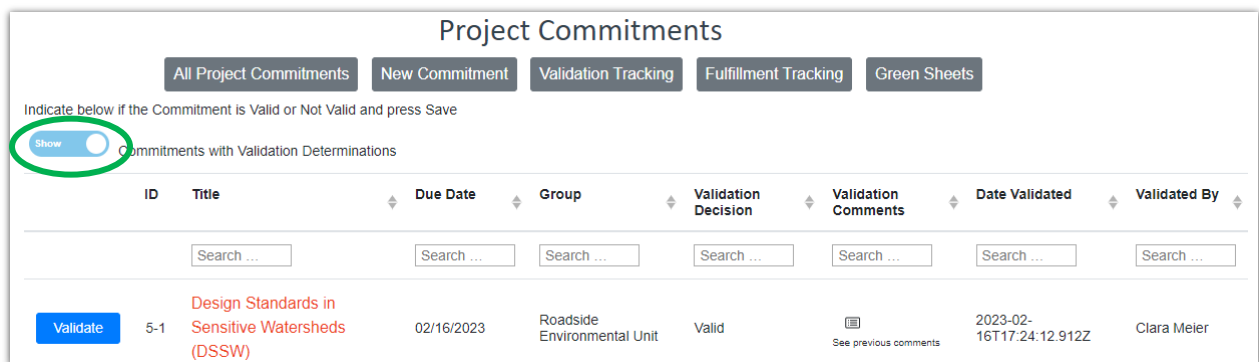 Project Commitments
All Project Commitments New Commitment Validation Tracking Fulfillment Tracking Green Sheets
Indicate below if the Commitment is Valid or Not Valid and press Save
Show Commitments with Validation Determinations
ID Title Due Date Group Validation Decision Validation Comments Date Validated Validated By
Search ... Search ... Search ... Search ... Search ... Search ... Search ...
Validate 5-1 Design Standards in Sensitive Watersheds (DSSW) 02/16/2023 Roadside Environmental Unit Valid See previous comments 2023-02-16T17:24:12.912Z Clara Meier